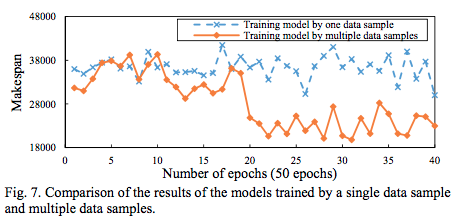 Training model by one data sample
Training model by multiple data samples
48000
38000
28000
18000
Makespan
0 5 10 15 20 25 30 35 40
Number of epochs (50 epochs)
Fig. 7. Comparison of the results of the models trained by a single data sample
and multiple data samples.